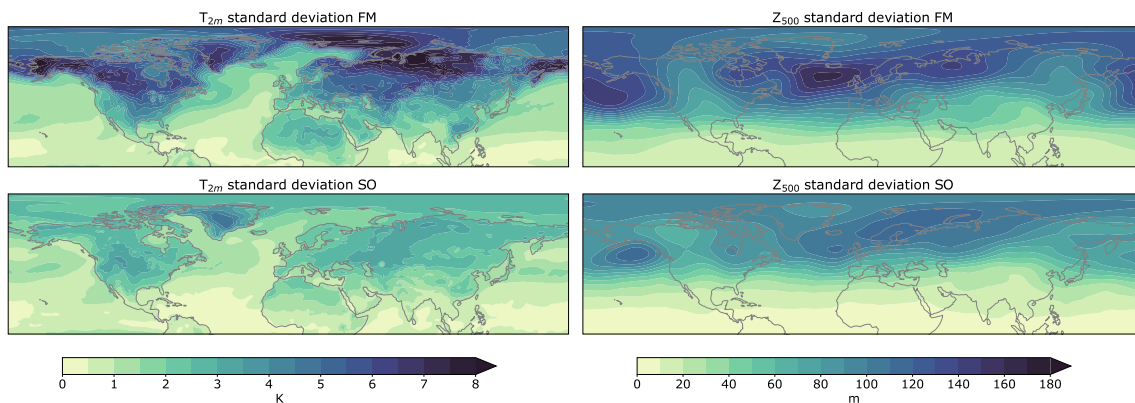 T2m standard deviation FM
Z500 standard deviation FM
T2m standard deviation SO
Z500 standard deviation SO
0 1 2 3 4 5 6 7 8
K
0 20 40 60 80 100 120 140 160 180
m